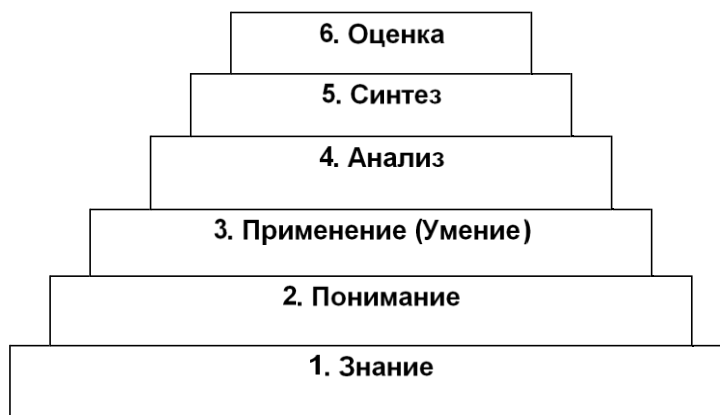 6. Оценка
5. Синтез
4. Анализ
3. Применение (Умение)
2. Понимание
1. Знание